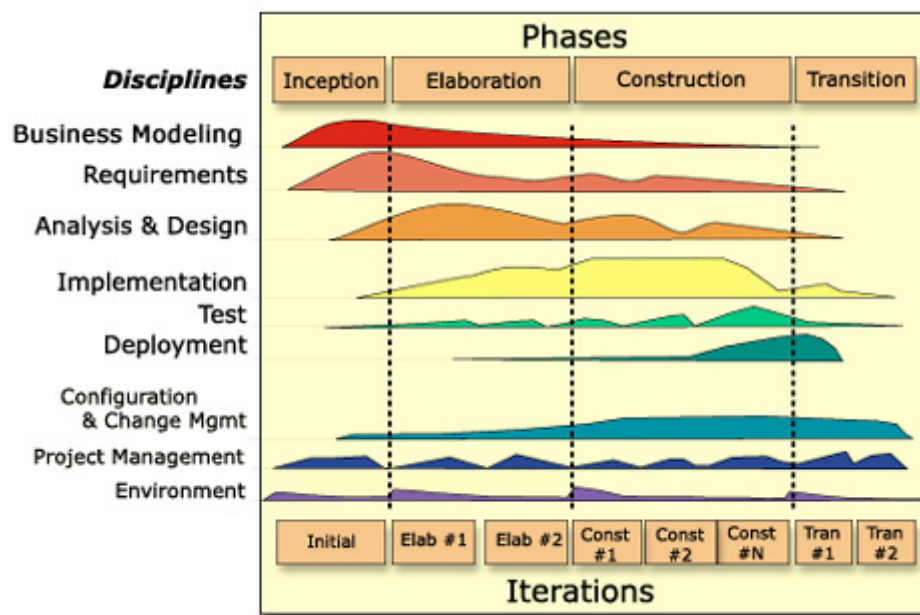 Phases
Disciplines
Inception
Elaboration
Construction
Transition
Business Modeling
Requirements
Analysis & Design
Implementation
Test
Deployment
Configuration
& Change Mgmt
Project Management
Environment
Initial
Elab #1
Elab #2
Const
#1
Const
#2
Const
#N
Tran
#1
Tran
#2
Iterations